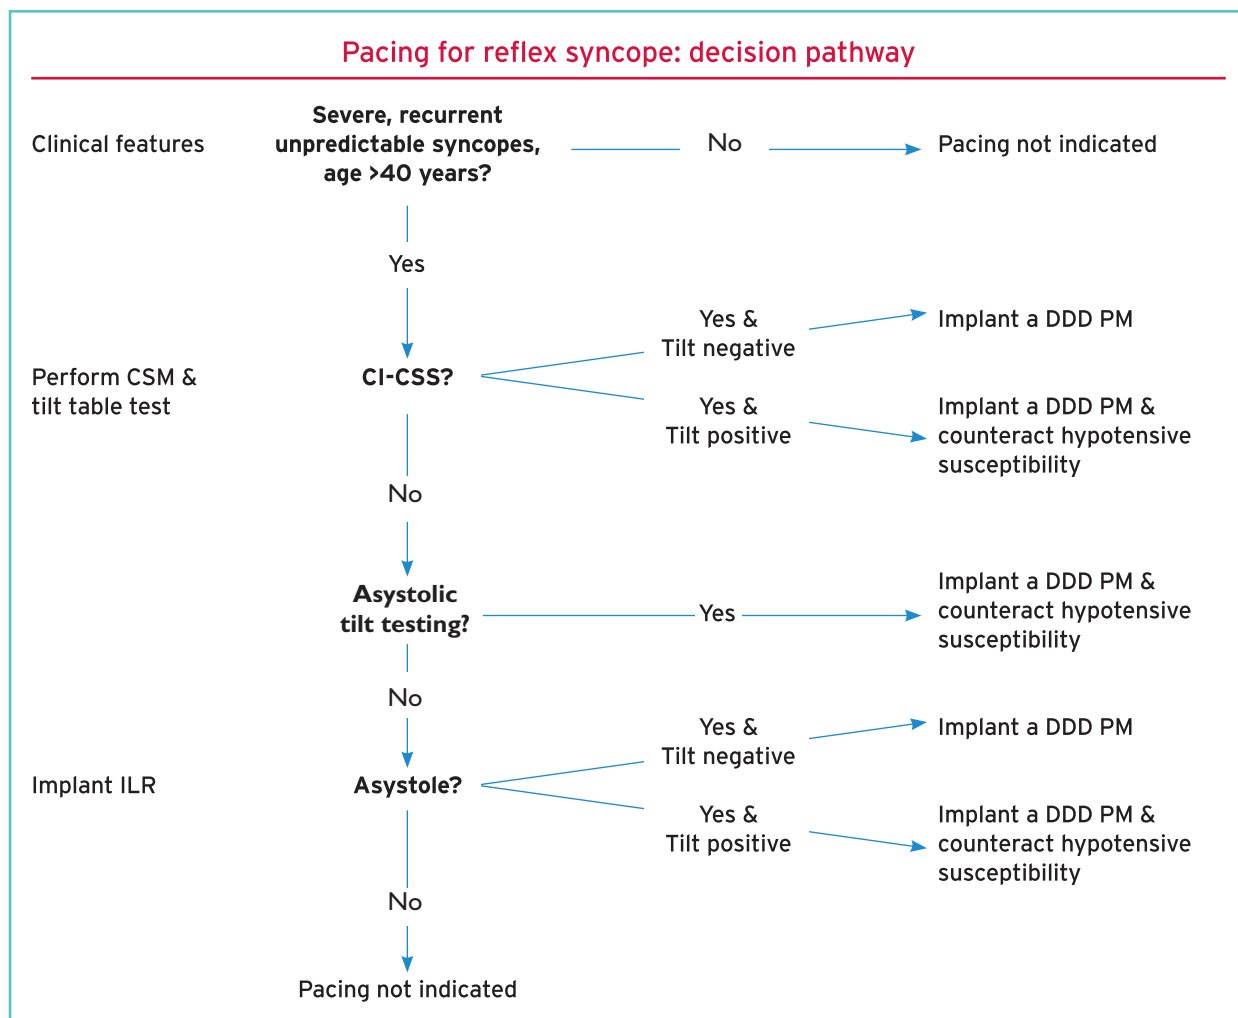 Pacing for reflex syncope: decision pathway
Clinical features
Severe, recurrent
unpredictable syncopes,
age >40 years?
No
Pacing not indicated
Yes
Perform CSM &
tilt table test
CI-CSS?
Yes &
Tilt negative
Implant a DDD PM
Yes &
Tilt positive
Implant a DDD PM &
counteract hypotensive
susceptibility
No
Asystolic
tilt testing?
Yes
Implant a DDD PM &
counteract hypotensive
susceptibility
No
Implant ILR
Asystole?
Yes &
Tilt negative
Implant a DDD PM
Yes &
Tilt positive
Implant a DDD PM &
counteract hypotensive
susceptibility
No
Pacing not indicated